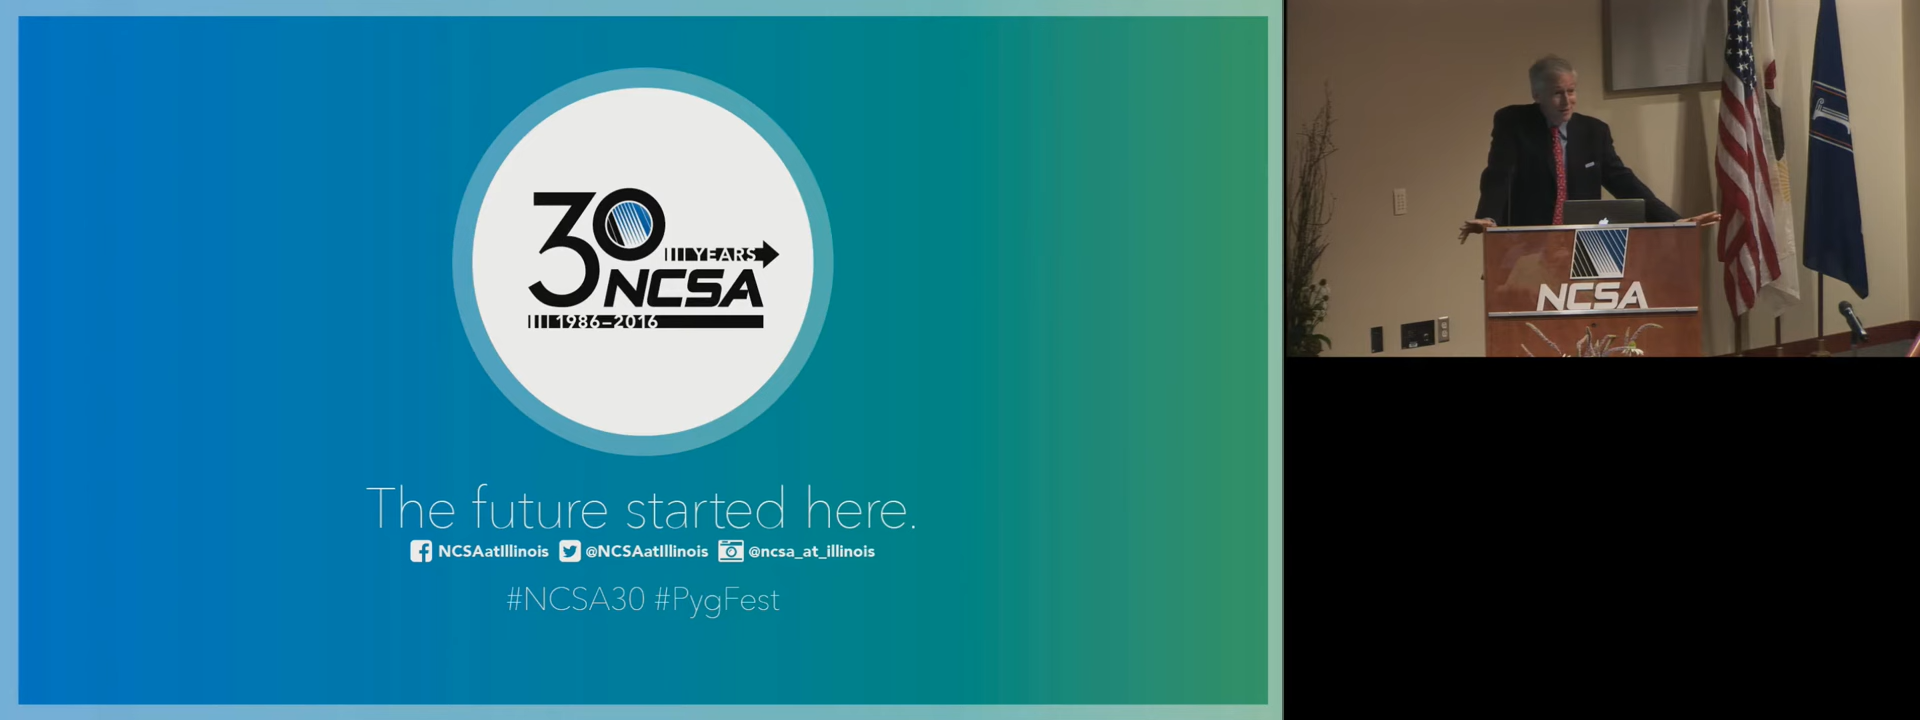 30
YEARS
NCSA
1986-2016
The future started here.
NCSAatIllinois @NCSAatIllinois @ncsa_at_illinois
#NCSA30 #PygFest
NCSA